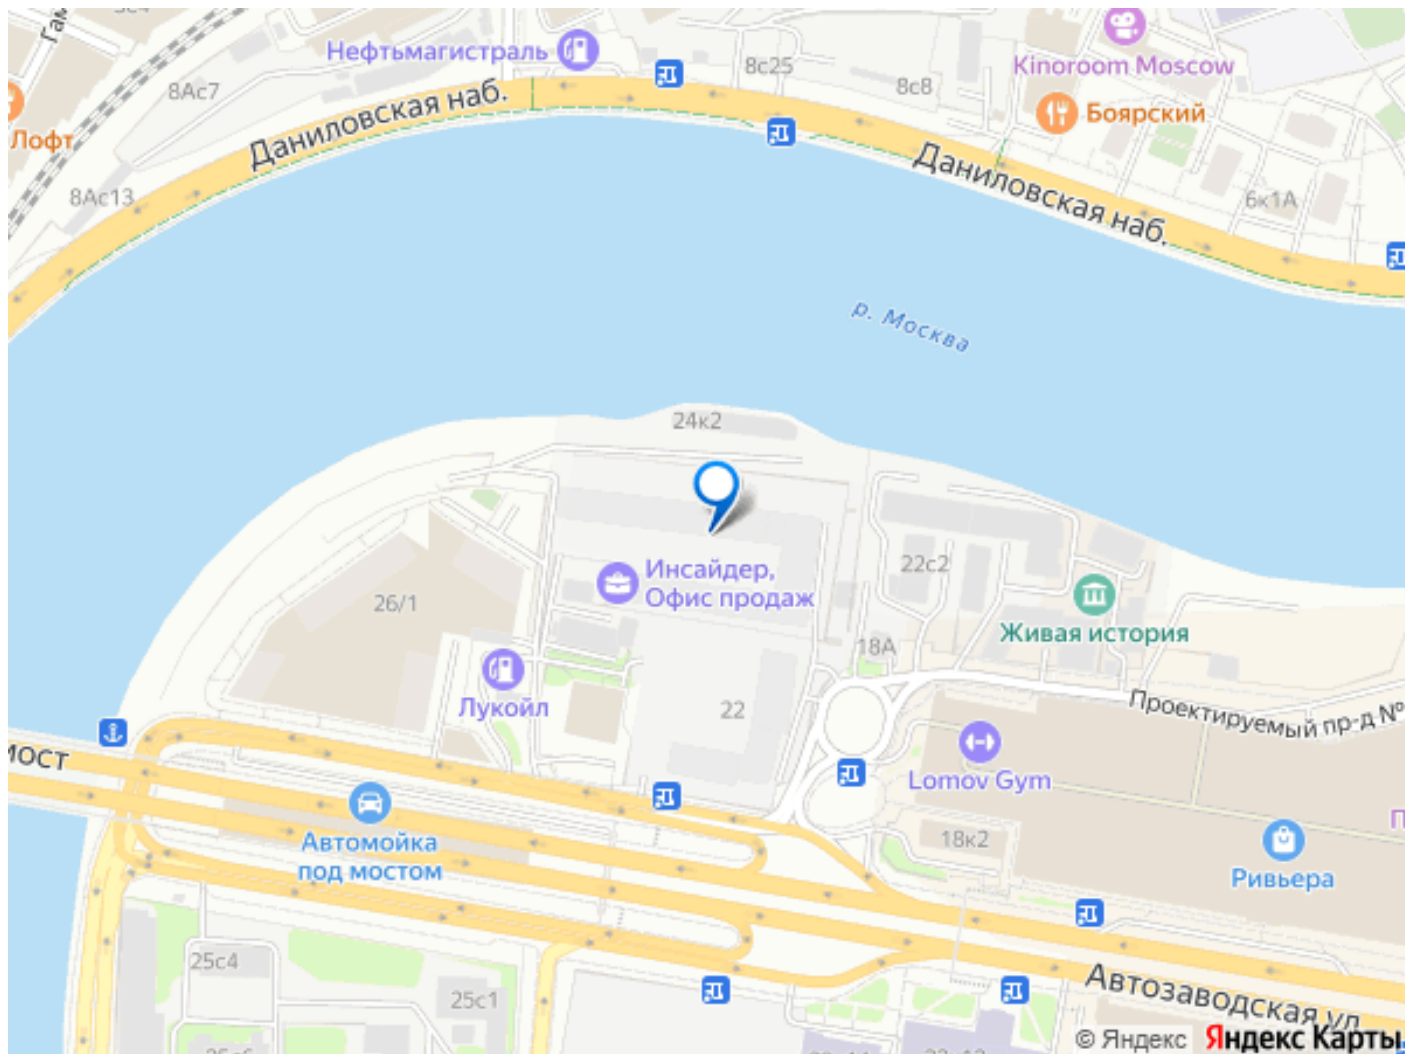 Нефтьмагистраль
8с25
8с8
Kinoroom Moscow
Боярский
8Ас7
Лофт
Даниловская наб.
Даниловская наб.
8Ас13
6к1А
р. Москва
24к2
Инсайдер,
Офис продаж
22с2
26/1
Живая история
18А
Лукойл
22
Проектируемый пр-д №
Lomov Gym
18к2
Автомойка
под мостом
Ривьера
25с4
25с1
Автозаводская ул.
© Яндекс Яндекс Карты